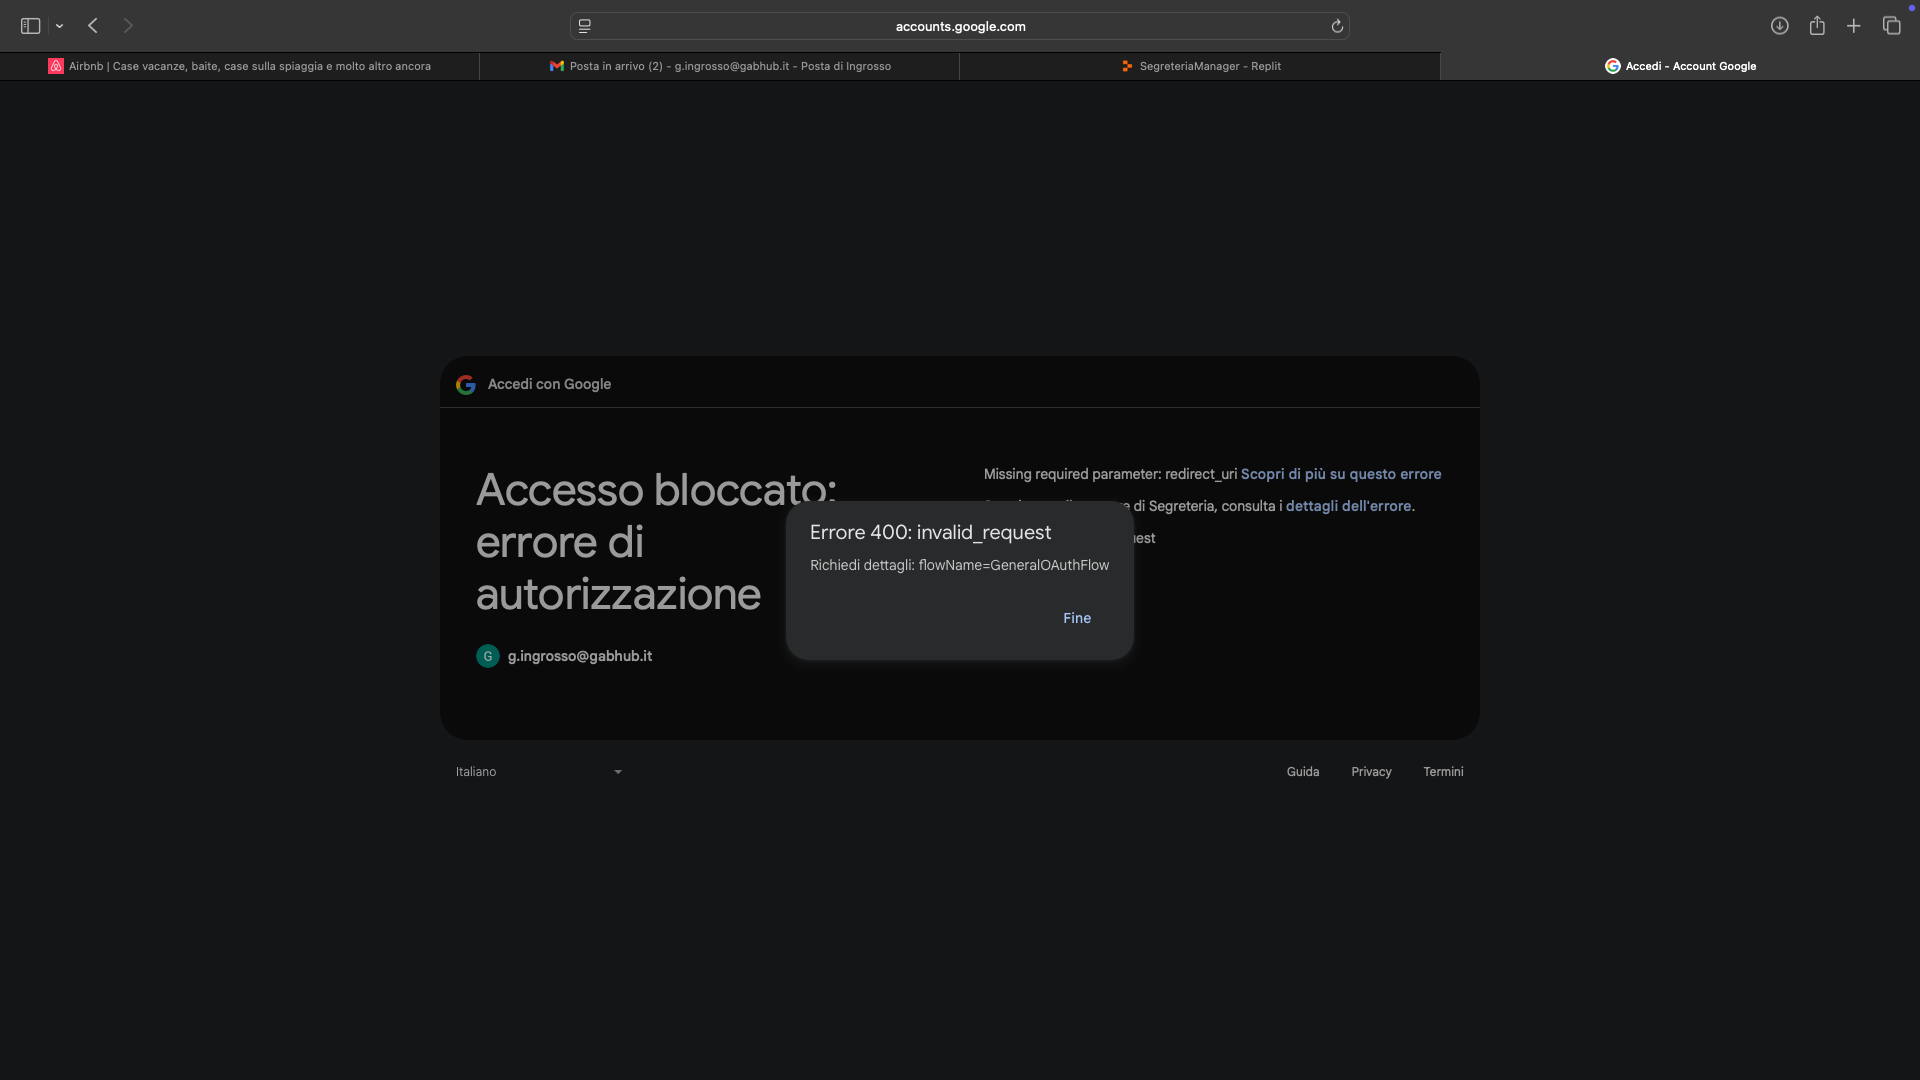 accounts.google.com
Airbnb | Case vacanze, baite, case sulla spiaggia e molto altro ancora
Posta in arrivo (2) - g.ingrosso@gabhub.it - Posta di Ingrosso
SegreteriaManager - Replit
Accedi - Account Google
Accedi con Google
Accesso bloccato:
errore di
autorizzazione
G g.ingrosso@gabhub.it
Missing required parameter: redirect_uri Scopri di più su questo errore
di Segreteria, consulta i dettagli dell'errore.
Errore 400: invalid_request
Richiedi dettagli: flowName=GeneralOAuthFlow
Fine
Italiano
Guida Privacy Termini